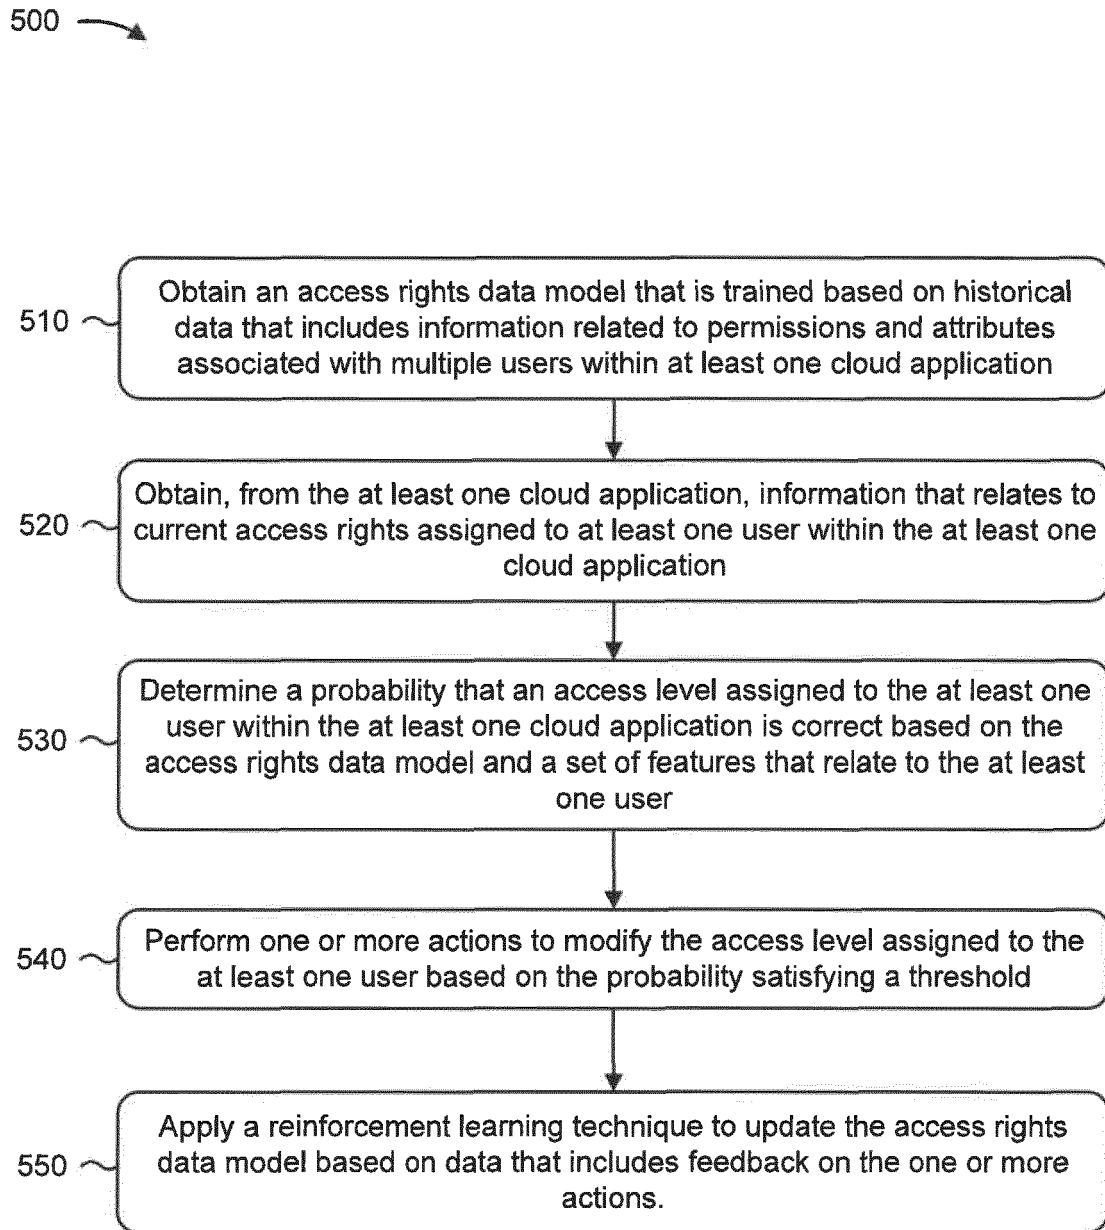 500
510
Obtain an access rights data model that is trained based on historical
data that includes information related to permissions and attributes
associated with multiple users within at least one cloud application
520
Obtain, from the at least one cloud application, information that relates to
current access rights assigned to at least one user within the at least one
cloud application
530
Determine a probability that an access level assigned to the at least one
user within the at least one cloud application is correct based on the
access rights data model and a set of features that relate to the at least
one user
540
Perform one or more actions to modify the access level assigned to the
at least one user based on the probability satisfying a threshold
550
Apply a reinforcement learning technique to update the access rights
data model based on data that includes feedback on the one or more
actions.